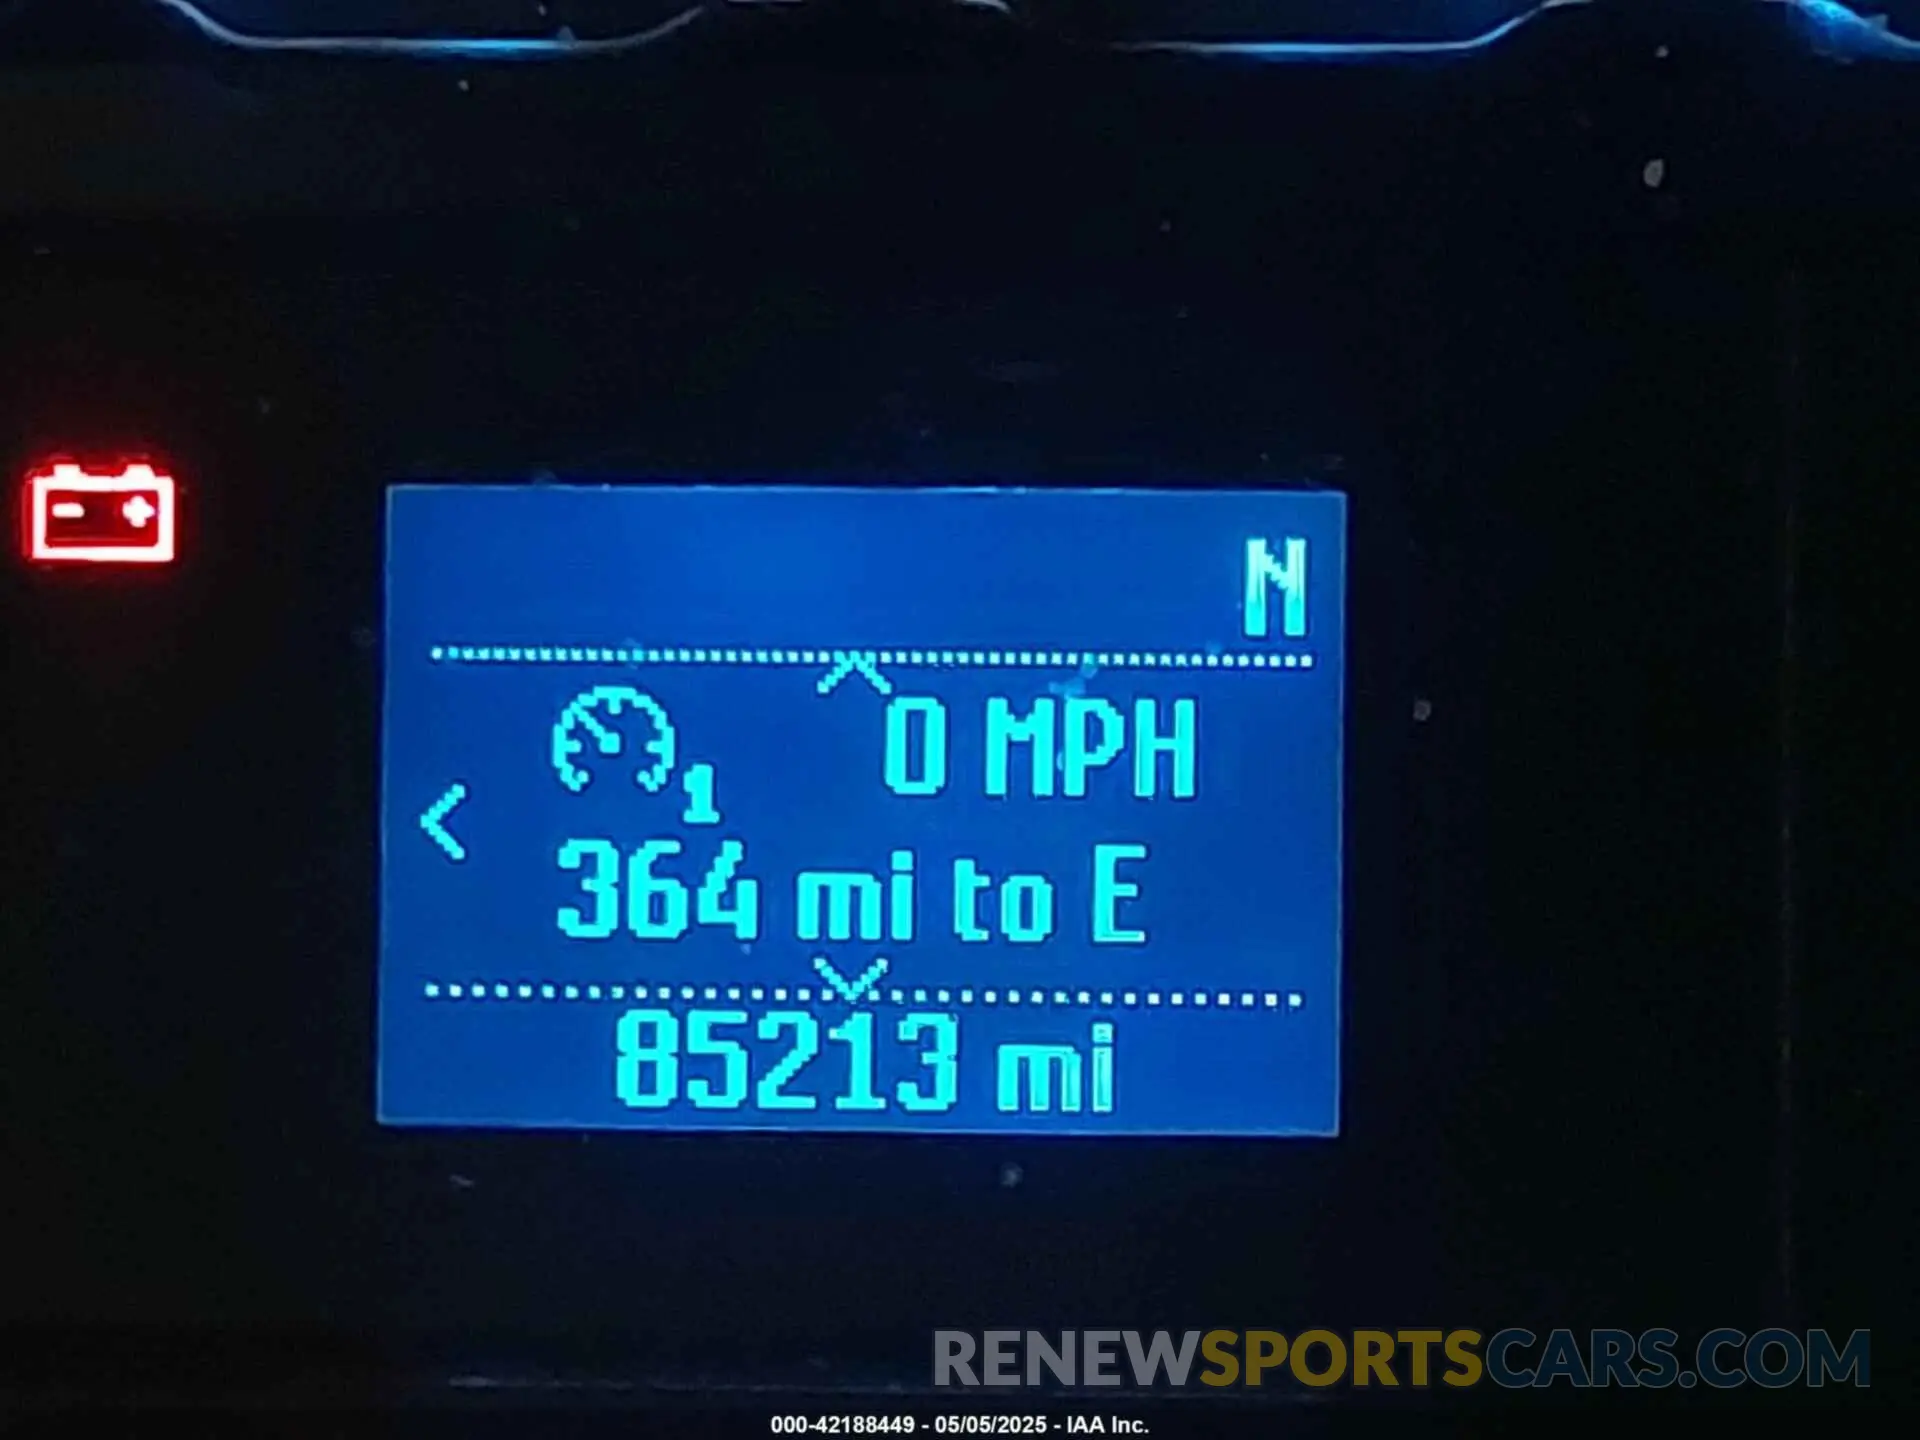 N
0 MPH
1
364 mi to E
85213 mi
RENEWSPORTSCARS.COM
000-42188449 - 05/05/2025 - IAA Inc.